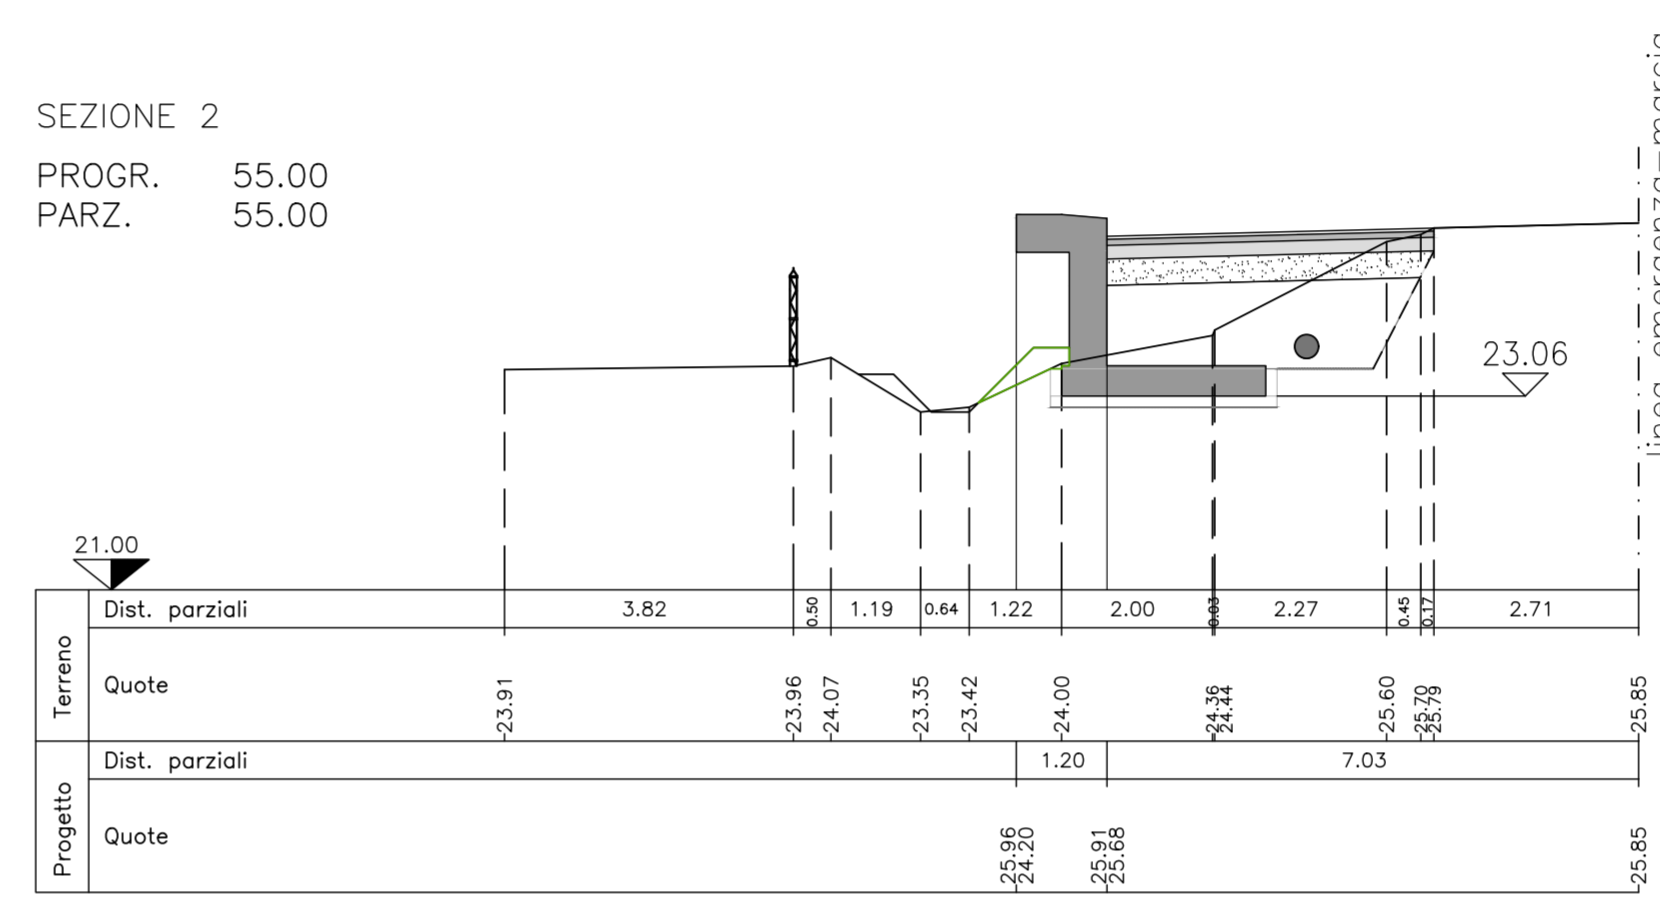 SEZIONE 2
PROGR. 55.00
PARZ. 55.00
linea emergenza-marcia
23.06
21.00
Terreno
Dist. parziali 3.82 0.50 1.19 0.64 1.22 2.00 0.03 2.27 0.45 0.17 2.71
Quote 23.91 23.96 24.07 23.35 23.42 24.00 24.36 24.44 25.60 25.70 25.79 25.85
Progetto
Dist. parziali 1.20 7.03
Quote 25.96 24.20 25.91 25.68 25.85